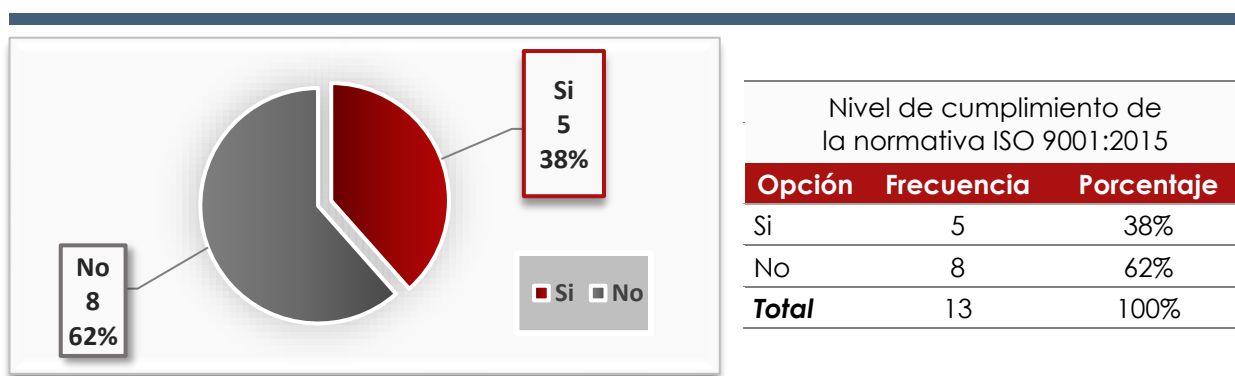 Si
5
38%
No
8
62%
Si No
Nivel de cumplimiento de
la normativa ISO 9001:2015
Opción Frecuencia Porcentaje
Si 5 38%
No 8 62%
Total 13 100%